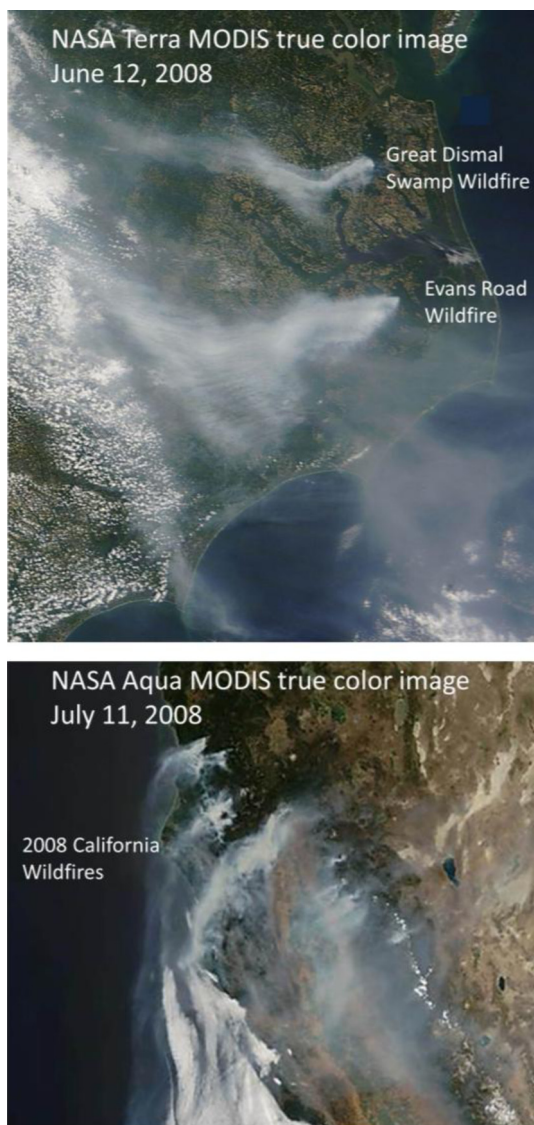 NASA Terra MODIS true color image
June 12, 2008
Great Dismal
Swamp Wildfire
Evans Road
Wildfire
NASA Aqua MODIS true color image
July 11, 2008
2008 California
Wildfires